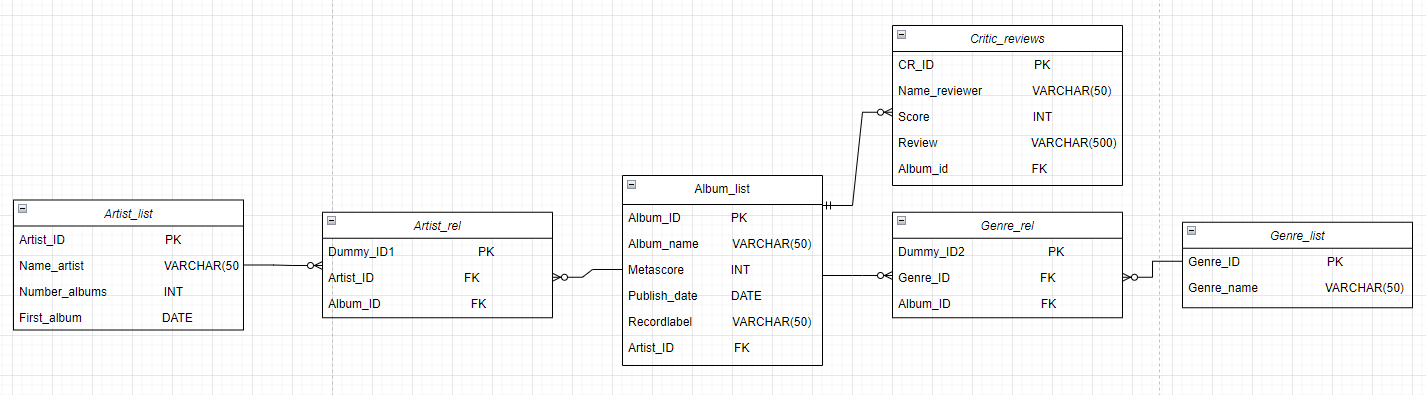 Critic_reviews
CR_ID PK
Name_reviewer VARCHAR(50)
Score INT
Review VARCHAR(500)
Album_id FK
Album_list
Album_ID PK
Album_name VARCHAR(50)
Metascore INT
Publish_date DATE
Recordlabel VARCHAR(50)
Artist_ID FK
Artist_list
Artist_ID PK
Name_artist VARCHAR(50
Number_albums INT
First_album DATE
Artist_rel
Dummy_ID1 PK
Artist_ID FK
Album_ID FK
Genre_rel
Dummy_ID2 PK
Genre_ID FK
Album_ID FK
Genre_list
Genre_ID PK
Genre_name VARCHAR(50)